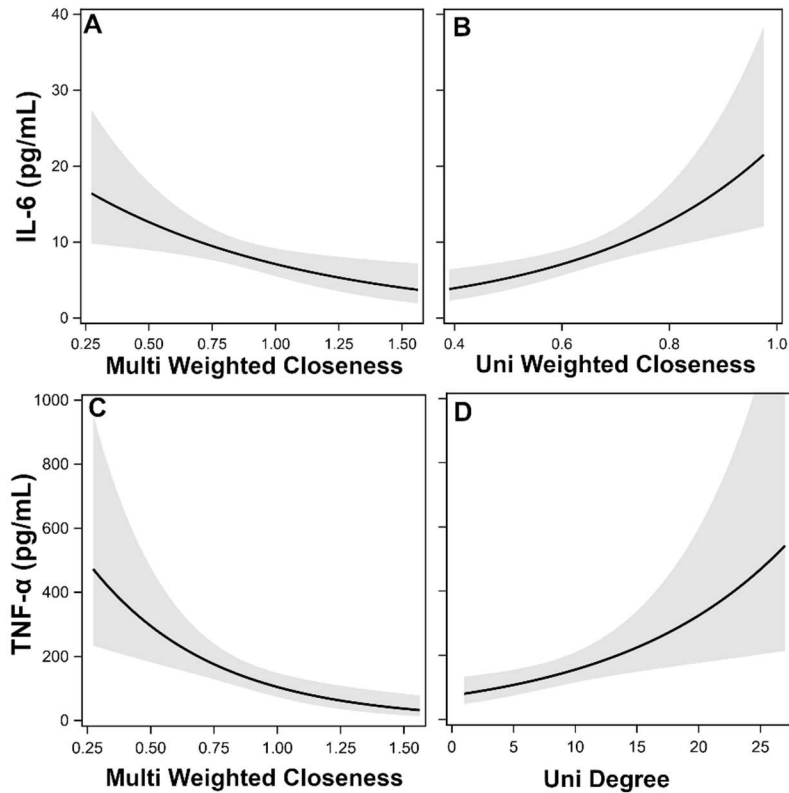 A
B
IL-6 (pg/mL)
40
30
20
10
0
0.25 0.50 0.75 1.00 1.25 1.50
0.4 0.6 0.8 1.0
Multi Weighted Closeness
Uni Weighted Closeness
C
D
TNF-α (pg/mL)
1000
800
600
400
200
0
0.25 0.50 0.75 1.00 1.25 1.50
0 5 10 15 20 25
Multi Weighted Closeness
Uni Degree